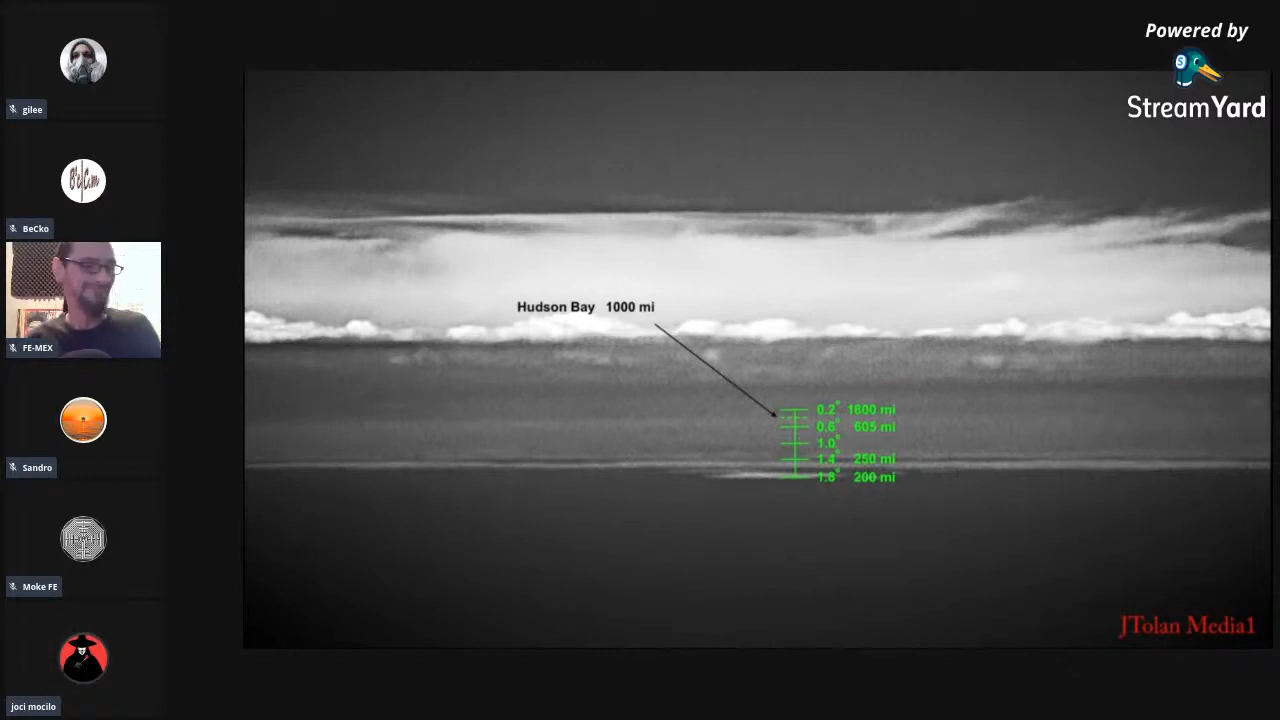 Powered by
StreamYard
gilee
B'e C.m
BeCko
FE-MEX
Sandro
Moke FE
joci mocilo
Hudson Bay 1000 mi
0.2° 1800 mi
0.6° 605 mi
1.0°
1.4° 250 mi
1.8° 200 mi
JTolan Media1